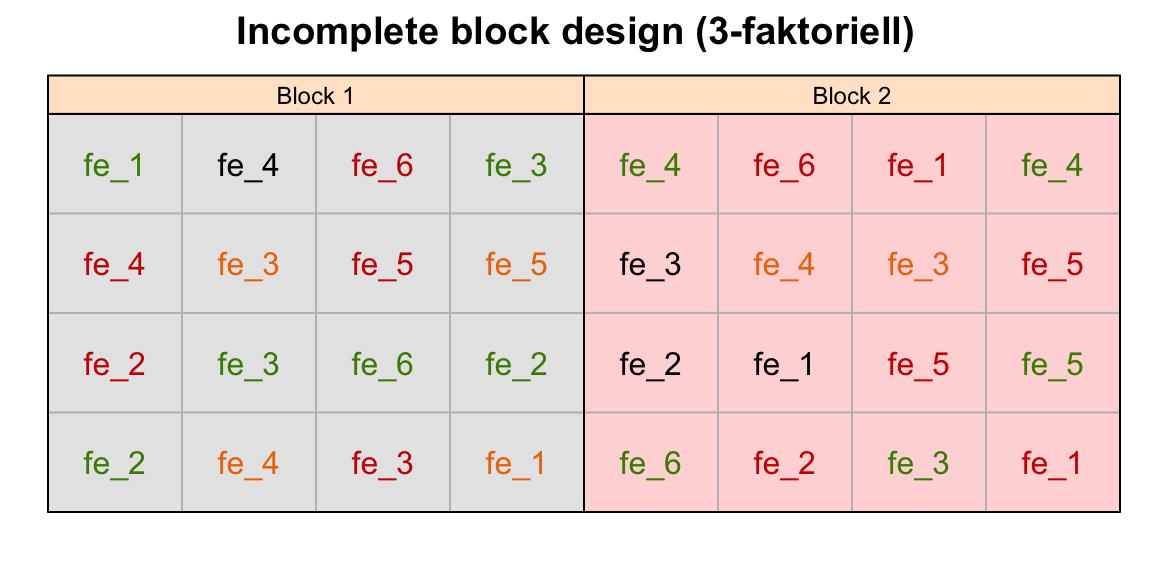 Incomplete block design (3-faktoriell)
Block 1 Block 2
fe_1 fe_4 fe_6 fe_3 fe_4 fe_6 fe_1 fe_4
fe_4 fe_3 fe_5 fe_5 fe_3 fe_4 fe_3 fe_5
fe_2 fe_3 fe_6 fe_2 fe_2 fe_1 fe_5 fe_5
fe_2 fe_4 fe_3 fe_1 fe_6 fe_2 fe_3 fe_1